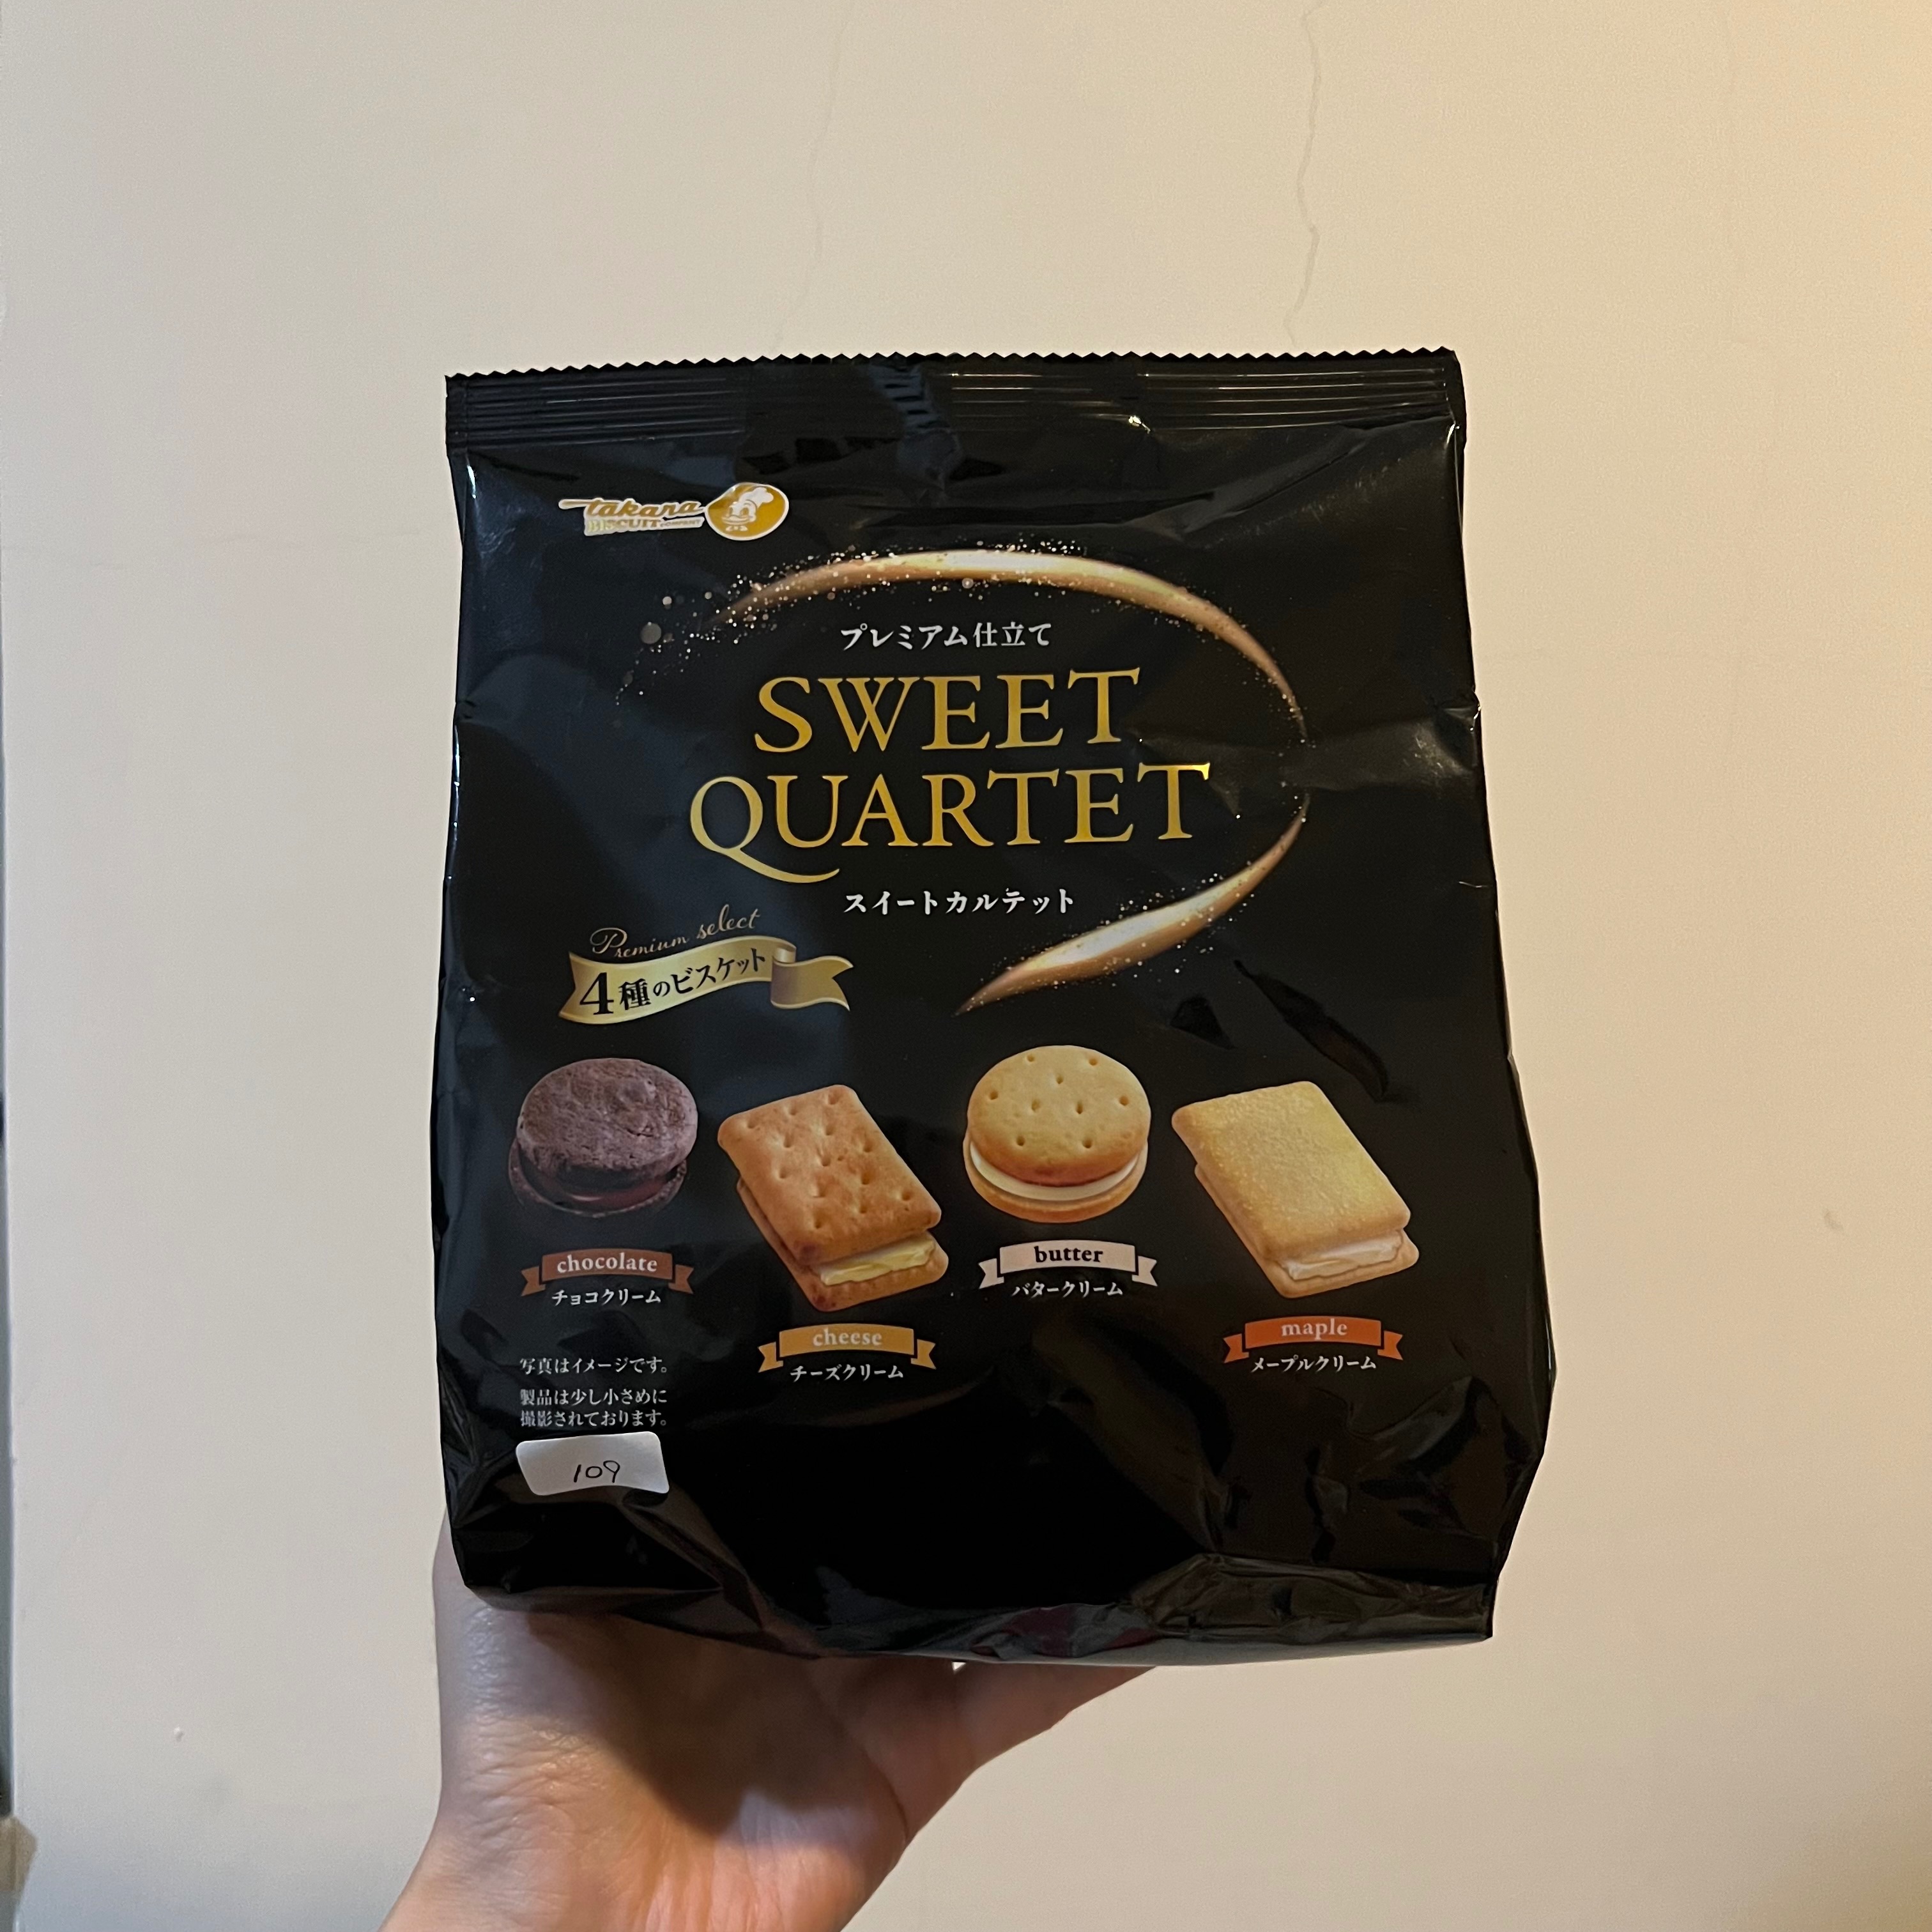 takara
BISCUIT COMPANY
プレミアム仕立て
SWEET
QUARTET
スイートカルテット
Premium select
4種のビスケット
chocolate
チョコクリーム
cheese
チーズクリーム
butter
バタークリーム
maple
メープルクリーム
写真はイメージです。
製品は少し小さめに
撮影されております。
109